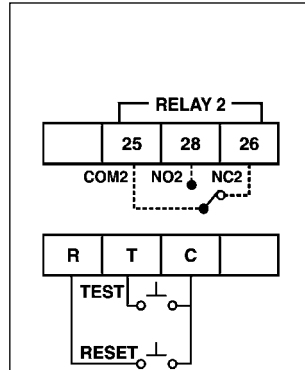 RELAY 2
25 28 26
COM2 NO2 NC2
R T C
TEST
RESET